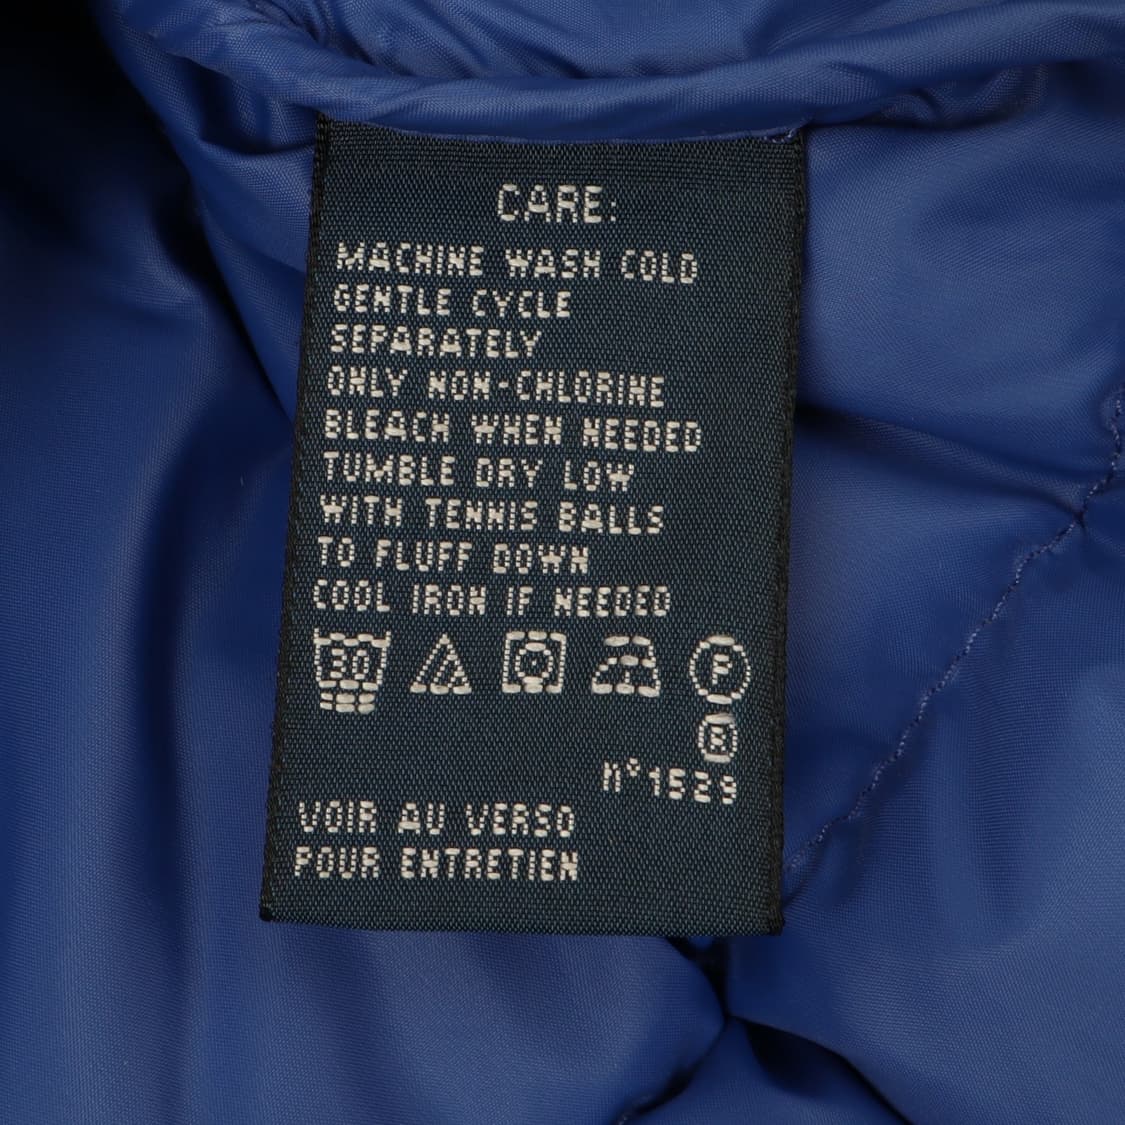 CARE:
MACHINE WASH COLD
GENTLE CYCLE
SEPARATELY
ONLY NON-CHLORINE
BLEACH WHEN NEEDED
TUMBLE DRY LOW
WITH TENNIS BALLS
TO FLUFF DOWN
COOL IRON IF NEEDED
30 F
R
N°1529
VOIR AU VERSO
POUR ENTRETIEN